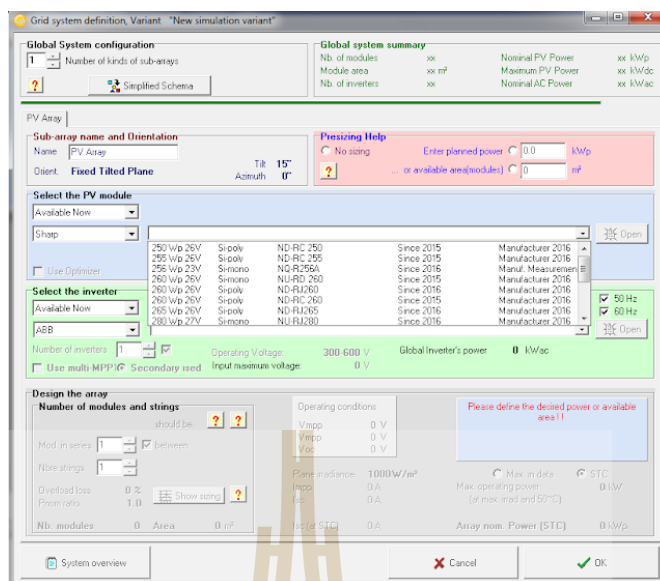 Grid system definition, Variant "New simulation variant"
Global System configuration
1 Number of kinds of sub-arrays
? Simplified Schema
Global system summary
Nb. of modules xx Nominal PV Power xx kWp
Module area xx m² Maximum PV Power xx kWdc
Nb. of inverters xx Nominal AC Power xx kWac
PV Array
Sub-array name and Orientation
Name PV Array
Orient. Fixed Tilted Plane Tilt 15°
Azimuth 0°
Presizing Help
No sizing Enter planned power 0.0 kWp
? ... or available area(modules) 0 m²
Select the PV module
Available Now
Sharp Open
250 Wp 26V Si-poly ND-RC 250 Since 2015 Manufacturer 2016
255 Wp 26V Si-poly ND-RC 255 Since 2015 Manufacturer 2016
256 Wp 23V Si-mono NQ-R256A Since 2016 Manuf. Measuremen
260 Wp 26V Si-mono NU-RD 260 Since 2015 Manufacturer 2016
260 Wp 26V Si-poly ND-RJ260 Since 2016 Manufacturer 2016
260 Wp 26V Si-poly ND-RC 260 Since 2015 Manufacturer 2016
265 Wp 26V Si-poly ND-RJ265 Since 2016 Manufacturer 2016
280 Wp 27V Si-mono NU-RJ280 Since 2016 Manufacturer 2016
Use Optimizer
Select the inverter
Available Now 50 Hz
60 Hz
ABB Open
Number of inverters 1 Operating Voltage: 300-600 V Global Inverter's power 0 kWac
Use multi-MPPT Secondary ised Input maximum voltage: 0 V
Design the array
Number of modules and strings
should be: ? ?
Mod. in series 1 between
Nbre strings 1
Overload loss 0 %
Pnom ratio 1.0 Show sizing ?
Nb. modules 0 Area 0 m²
Operating conditions
Vmpp 0 V
Vmpp 0 V
Voc 0 V
Plane irradiance 1000 W/m²
Impp 0 A
Isc 0 A
Isc (at STC) 0 A
Please define the desired power or available
area !!
Max. in data STC
Max. operating power 0 kW
(at max. irrad and 50°C)
Array nom. Power (STC) 0 kWp
System overview Cancel OK